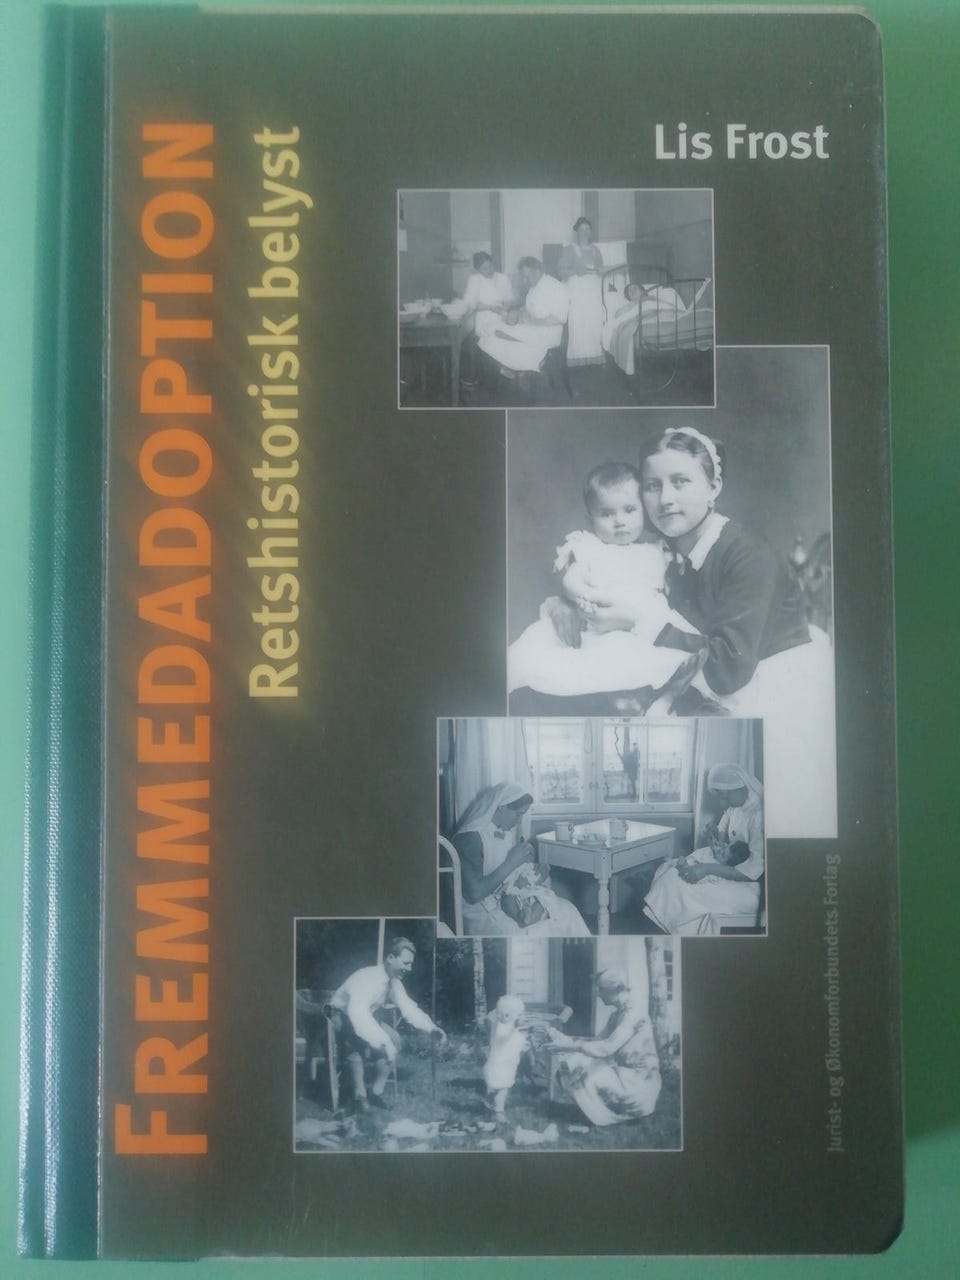 Lis Frost
FREMMEDADOPTION
Retshistorisk belyst
Jurist- og Økonomforbundets Forlag